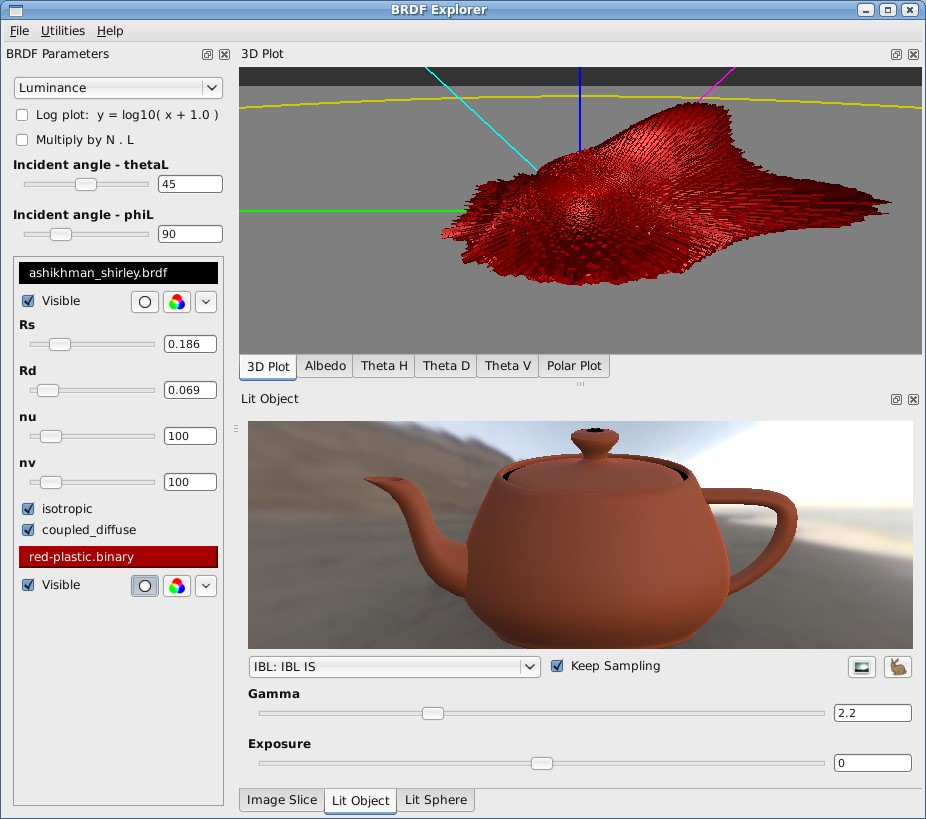 BRDF Explorer
File Utilities Help
BRDF Parameters
Luminance
Log plot: y = log10( x + 1.0 )
Multiply by N . L
Incident angle - thetaL
45
Incident angle - phiL
90
ashikhman_shirley.brdf
Visible
Rs
0.186
Rd
0.069
nu
100
nv
100
isotropic
coupled_diffuse
red-plastic.binary
Visible
3D Plot
3D Plot Albedo Theta H Theta D Theta V Polar Plot
Lit Object
IBL: IBL IS Keep Sampling
Gamma
2.2
Exposure
0
Image Slice Lit Object Lit Sphere